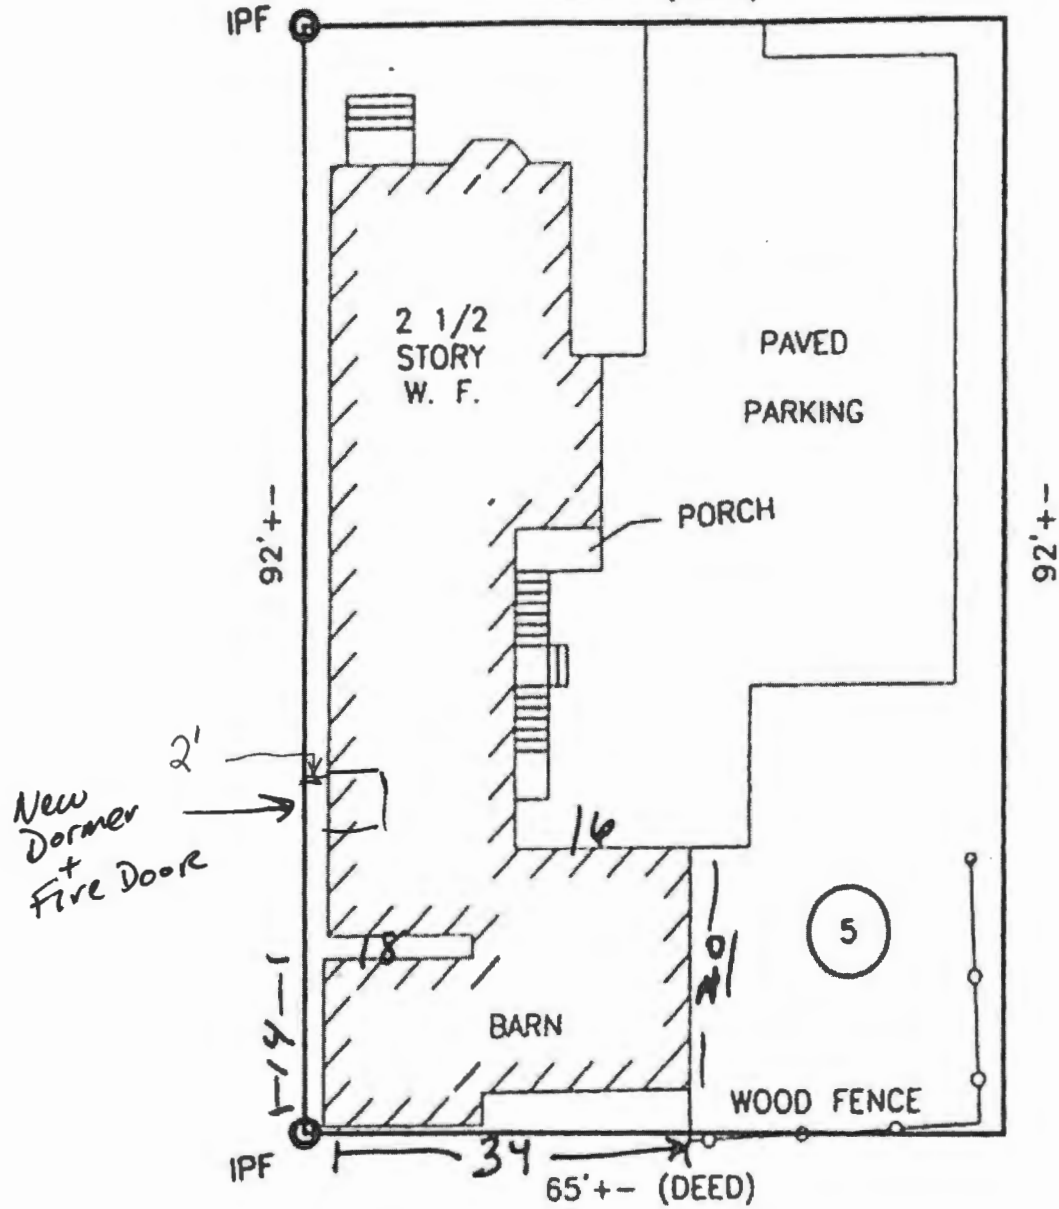 IPF
2 1/2
STORY
W. F.
PAVED
PARKING
PORCH
92'+-
92'+-
2'
New
Dormer
+
Fire Door
16
5
18
14
BARN
WOOD FENCE
34
IPF
65'+- (DEED)